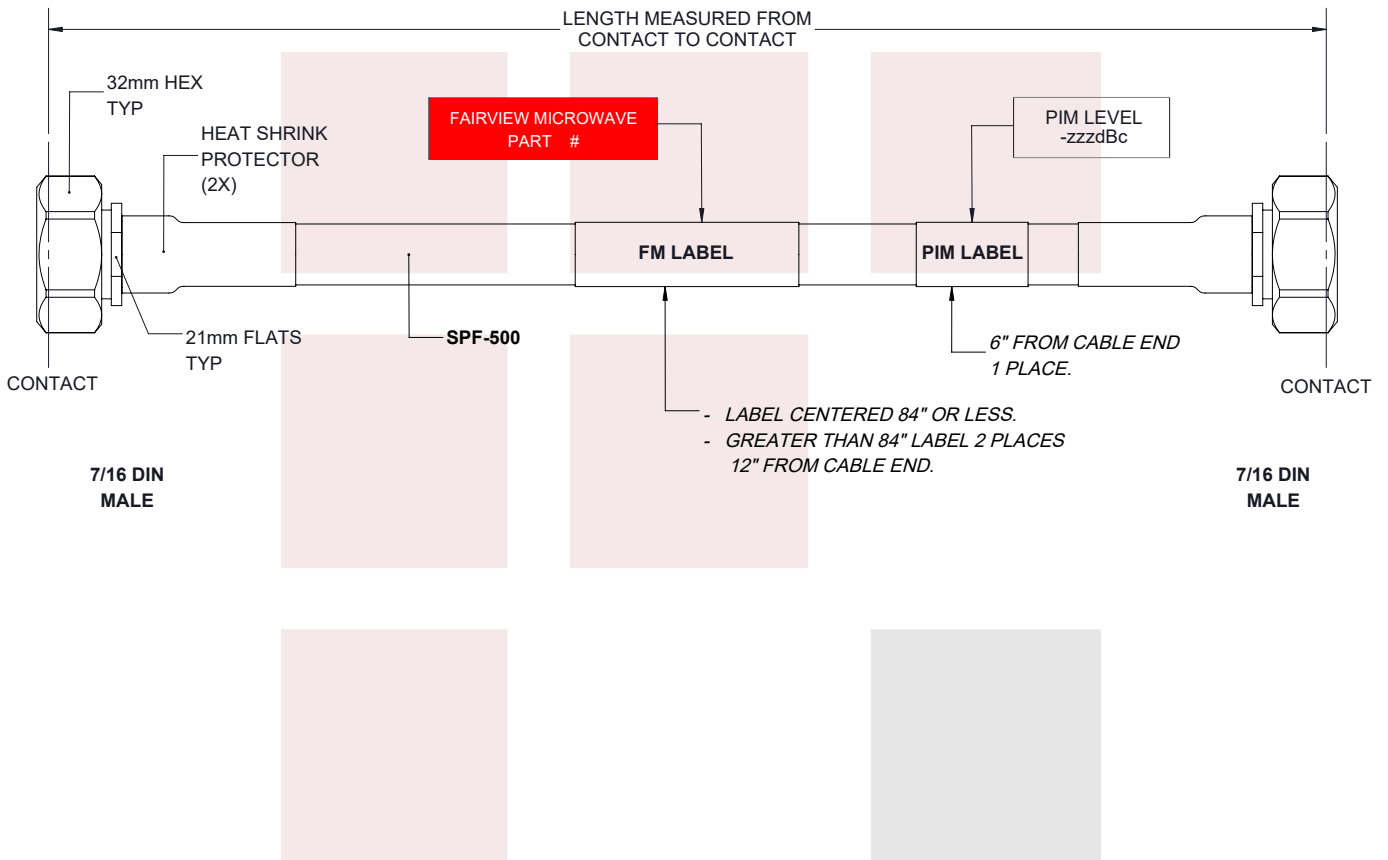 LENGTH MEASURED FROM
CONTACT TO CONTACT
32mm HEX
TYP
HEAT SHRINK
PROTECTOR
(2X)
FAIRVIEW MICROWAVE
PART #
PIM LEVEL
-zzzdBc
FM LABEL
PIM LABEL
21mm FLATS
TYP
SPF-500
6" FROM CABLE END
1 PLACE.
CONTACT
CONTACT
- LABEL CENTERED 84" OR LESS.
- GREATER THAN 84" LABEL 2 PLACES
12" FROM CABLE END.
7/16 DIN
MALE
7/16 DIN
MALE